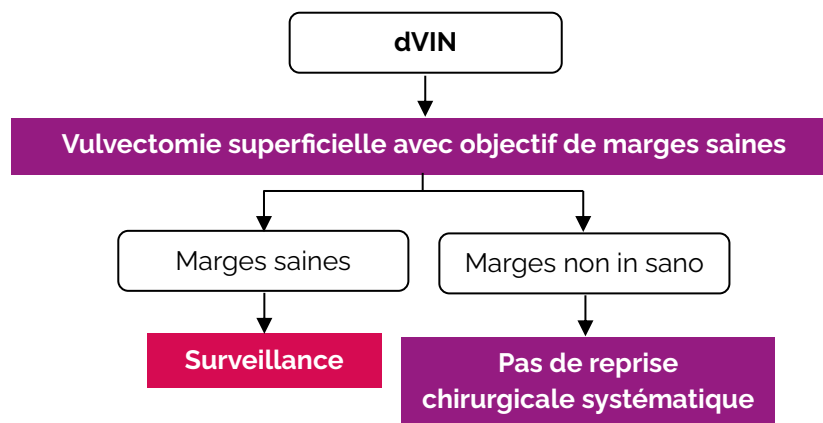 dVIN
Vulvectomie superficielle avec objectif de marges saines
Marges saines
Marges non in sano
Surveillance
Pas de reprise
chirurgicale systématique